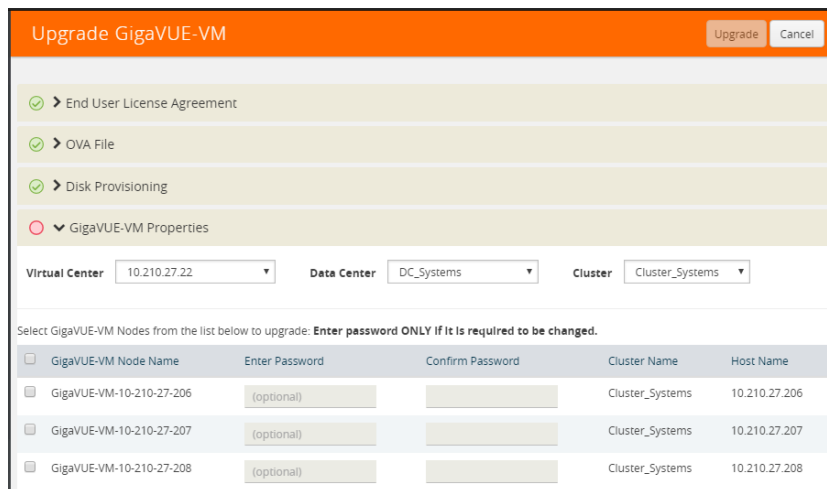 Upgrade GigaVUE-VM Upgrade Cancel
End User License Agreement
OVA File
Disk Provisioning
GigaVUE-VM Properties
Virtual Center 10.210.27.22 Data Center DC_Systems Cluster Cluster_Systems
Select GigaVUE-VM Nodes from the list below to upgrade: Enter password ONLY if it is required to be changed.
GigaVUE-VM Node Name Enter Password Confirm Password Cluster Name Host Name
GigaVUE-VM-10-210-27-206 (optional) Cluster_Systems 10.210.27.206
GigaVUE-VM-10-210-27-207 (optional) Cluster_Systems 10.210.27.207
GigaVUE-VM-10-210-27-208 (optional) Cluster_Systems 10.210.27.208